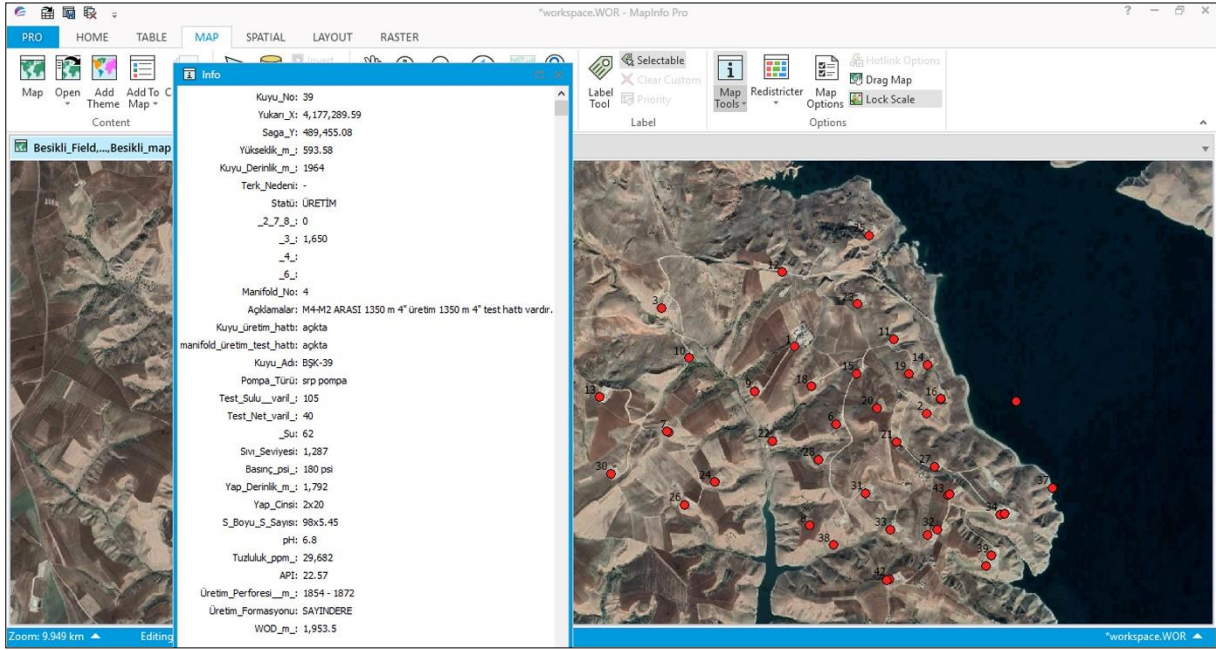 *workspace.WOR - MapInfo Pro
PRO HOME TABLE MAP SPATIAL LAYOUT RASTER
Map Open Add Theme Add To Map
Content
Label Tool
Selectable
Clear Custom
Priority
Label
Map Tools
Redistricter
Map Options
Hotlink Options
Drag Map
Lock Scale
Options
Besikli_Field,...,Besikli_map
Info
Kuyu_No: 39
Yukarı_X: 4,177,289.59
Saga_Y: 489,455.08
Yükseklik_m_: 593.58
Kuyu_Derinlik_m_: 1964
Terk_Nedeni: -
Statü: ÜRETİM
_2_7_8_: 0
_3_: 1,650
_4_:
_6_:
Manifold_No: 4
Açıklamalar: M4-M2 ARASI 1350 m 4" üretim 1350 m 4" test hattı vardır.
Kuyu_üretim_hattı: açıkta
manifold_üretim_test_hattı: açıkta
Kuyu_Adı: BŞK-39
Pompa_Türü: srp pompa
Test_Sulu__varil_: 105
Test_Net_varil_: 40
_Su: 62
Sıvı_Seviyesi: 1,287
Basınç_psi_: 180 psi
Yap_Derinlik_m_: 1,792
Yap_Cinsi: 2x20
S_Boyu_S_Sayısı: 98x5.45
pH: 6.8
Tuzluluk_ppm_: 29,682
API: 22.57
Üretim_Perforesi__m_: 1854 - 1872
Üretim_Formasyonu: SAYINDERE
WOD_m_: 1,953.5
25
12
3
23
1
11
10
15
14
19
13
9
18
16
20
2
6
7
22
21
28
27
30
24
31
43
37
26
34
8
33
32
38
39
42
Zoom: 9.949 km
Editing
*workspace.WOR